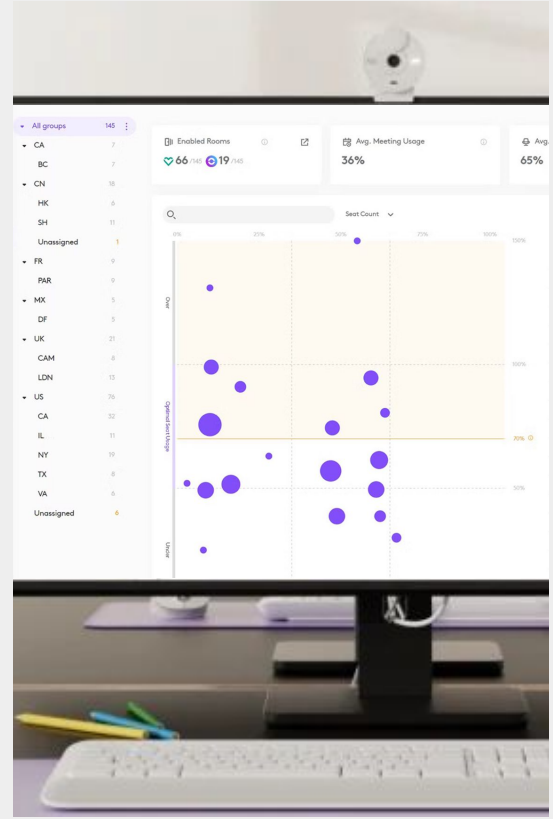 All groups 145
CA 7
BC 7
CN 18
HK 6
SH 11
Unassigned 1
FR 9
PAR 9
MX 5
DF 5
UK 21
CAM 8
LDN 13
US 76
CA 32
IL 11
NY 19
TX 8
VA 6
Unassigned 6
Enabled Rooms
66 /145 19 /145
Avg. Meeting Usage
36%
Avg.
65%
Seat Count
0% 25% 50% 75% 100%
150%
Over
100%
Optimal Seat Usage
70%
50%
Under